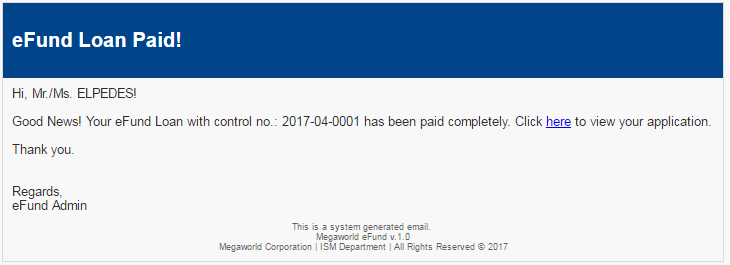 eFund Loan Paid!
Hi, Mr./Ms. ELPEDES!
Good News! Your eFund Loan with control no.: 2017-04-0001 has been paid completely. Click here to view your application.
Thank you.
Regards,
eFund Admin
This is a system generated email.
Megaworld eFund v.1.0
Megaworld Corporation | ISM Department | All Rights Reserved © 2017